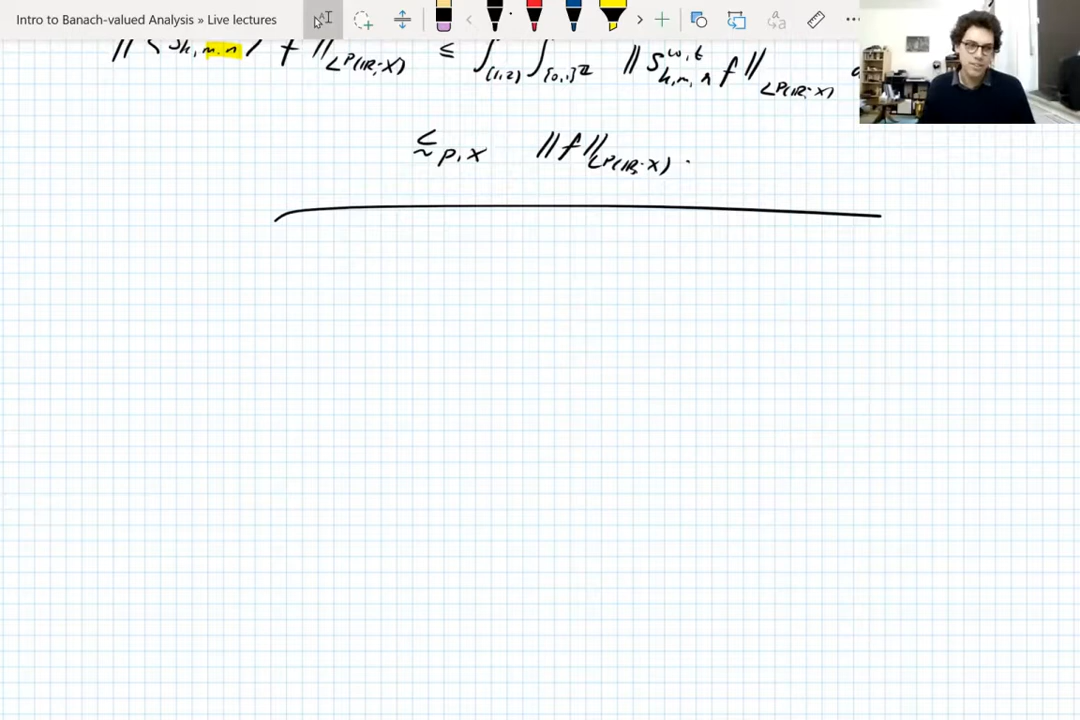 Intro to Banach-valued Analysis » Live lectures
‖⟨S_{k,m,n}⟩ f‖_{L^p(ℝ;X)} ≤ ∫_{(1,2)} ∫_{{0,1}^ℤ} ‖S^{ω,t}_{k,m,n} f‖_{L^p(ℝ;X)}
≲_{p,X} ‖f‖_{L^p(ℝ;X)}.